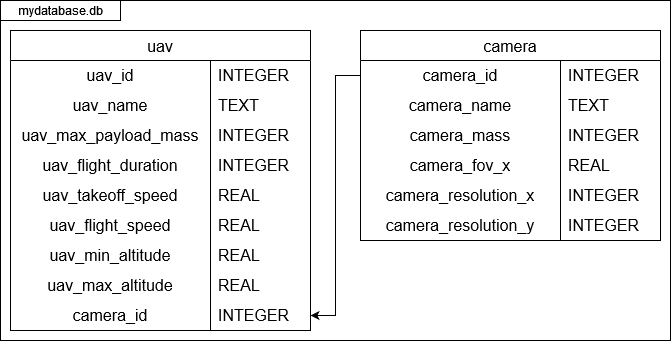 mydatabase.db
uav
uav_id INTEGER
uav_name TEXT
uav_max_payload_mass INTEGER
uav_flight_duration INTEGER
uav_takeoff_speed REAL
uav_flight_speed REAL
uav_min_altitude REAL
uav_max_altitude REAL
camera_id INTEGER
camera
camera_id INTEGER
camera_name TEXT
camera_mass INTEGER
camera_fov_x REAL
camera_resolution_x INTEGER
camera_resolution_y INTEGER